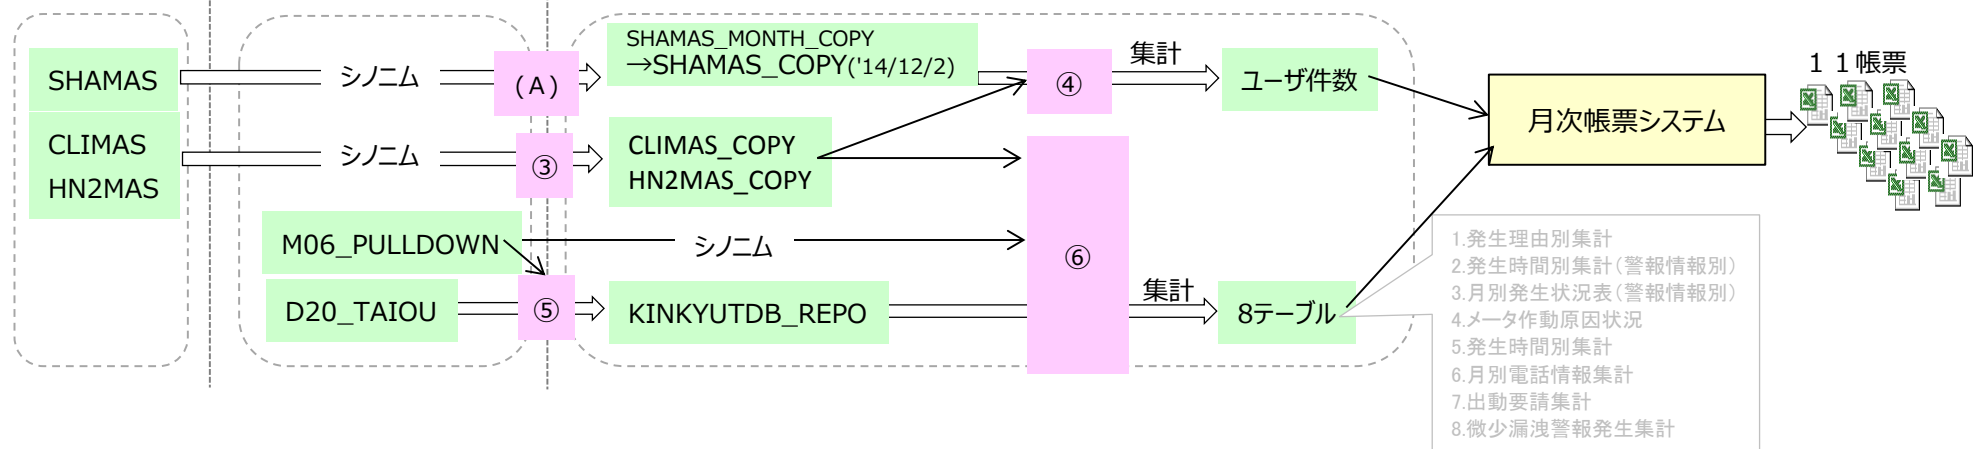 SHAMAS
CLIMAS
HN2MAS
シノニム
シノニム
(A)
③
SHAMAS_MONTH_COPY
→SHAMAS_COPY('14/12/2)
CLIMAS_COPY
HN2MAS_COPY
M06_PULLDOWN
シノニム
D20_TAIOU
⑤
KINKYUTDB_REPO
④
⑥
集計
ユーザ件数
集計
8テーブル
月次帳票システム
１１帳票
1.発生理由別集計
2.発生時間別集計(警報情報別)
3.月別発生状況表(警報情報別)
4.メータ作動原因状況
5.発生時間別集計
6.月別電話情報集計
7.出動要請集計
8.微少漏洩警報発生集計